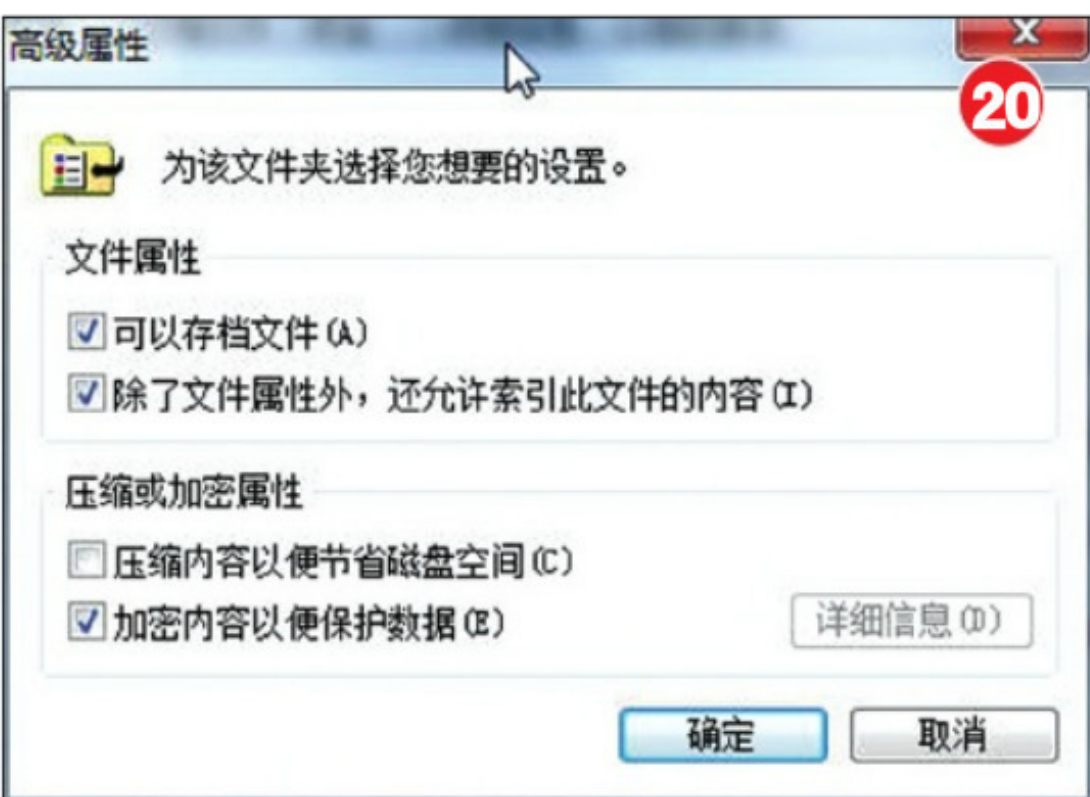 高级属性
X
20
为该文件夹选择您想要的设置。
文件属性
可以存档文件(A)
除了文件属性外，还允许索引此文件的内容(I)
压缩或加密属性
压缩内容以便节省磁盘空间(C)
加密内容以便保护数据(E)
详细信息(D)
确定
取消